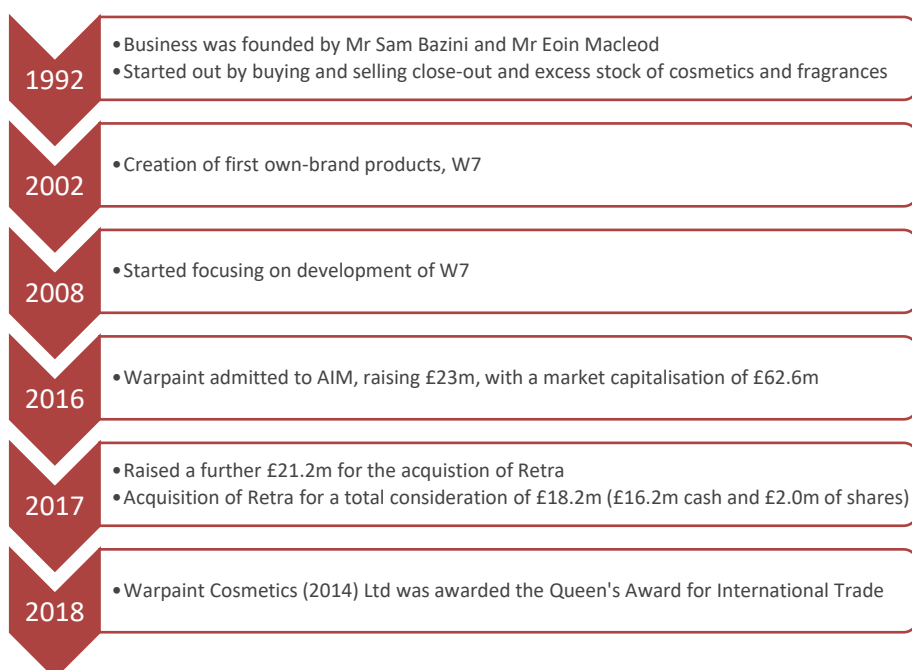 1992
•Business was founded by Mr Sam Bazini and Mr Eoin Macleod
•Started out by buying and selling close-out and excess stock of cosmetics and fragrances
2002
•Creation of first own-brand products, W7
2008
•Started focusing on development of W7
2016
•Warpaint admitted to AIM, raising £23m, with a market capitalisation of £62.6m
2017
•Raised a further £21.2m for the acquistion of Retra
•Acquisition of Retra for a total consideration of £18.2m (£16.2m cash and £2.0m of shares)
2018
•Warpaint Cosmetics (2014) Ltd was awarded the Queen's Award for International Trade